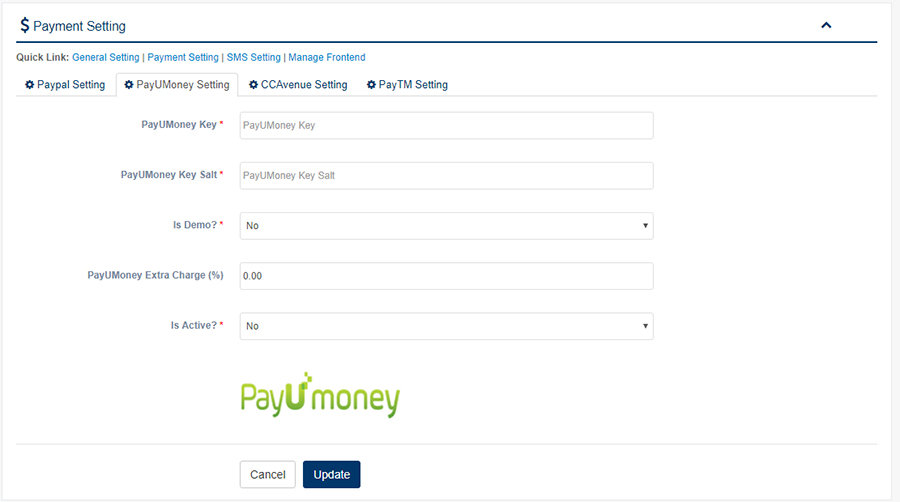 $ Payment Setting
Quick Link: General Setting | Payment Setting | SMS Setting | Manage Frontend
Paypal Setting PayUMoney Setting CCAvenue Setting PayTM Setting
PayUMoney Key * PayUMoney Key
PayUMoney Key Salt * PayUMoney Key Salt
Is Demo? * No
PayUMoney Extra Charge (%) 0.00
Is Active? * No
PayUmoney
Cancel Update